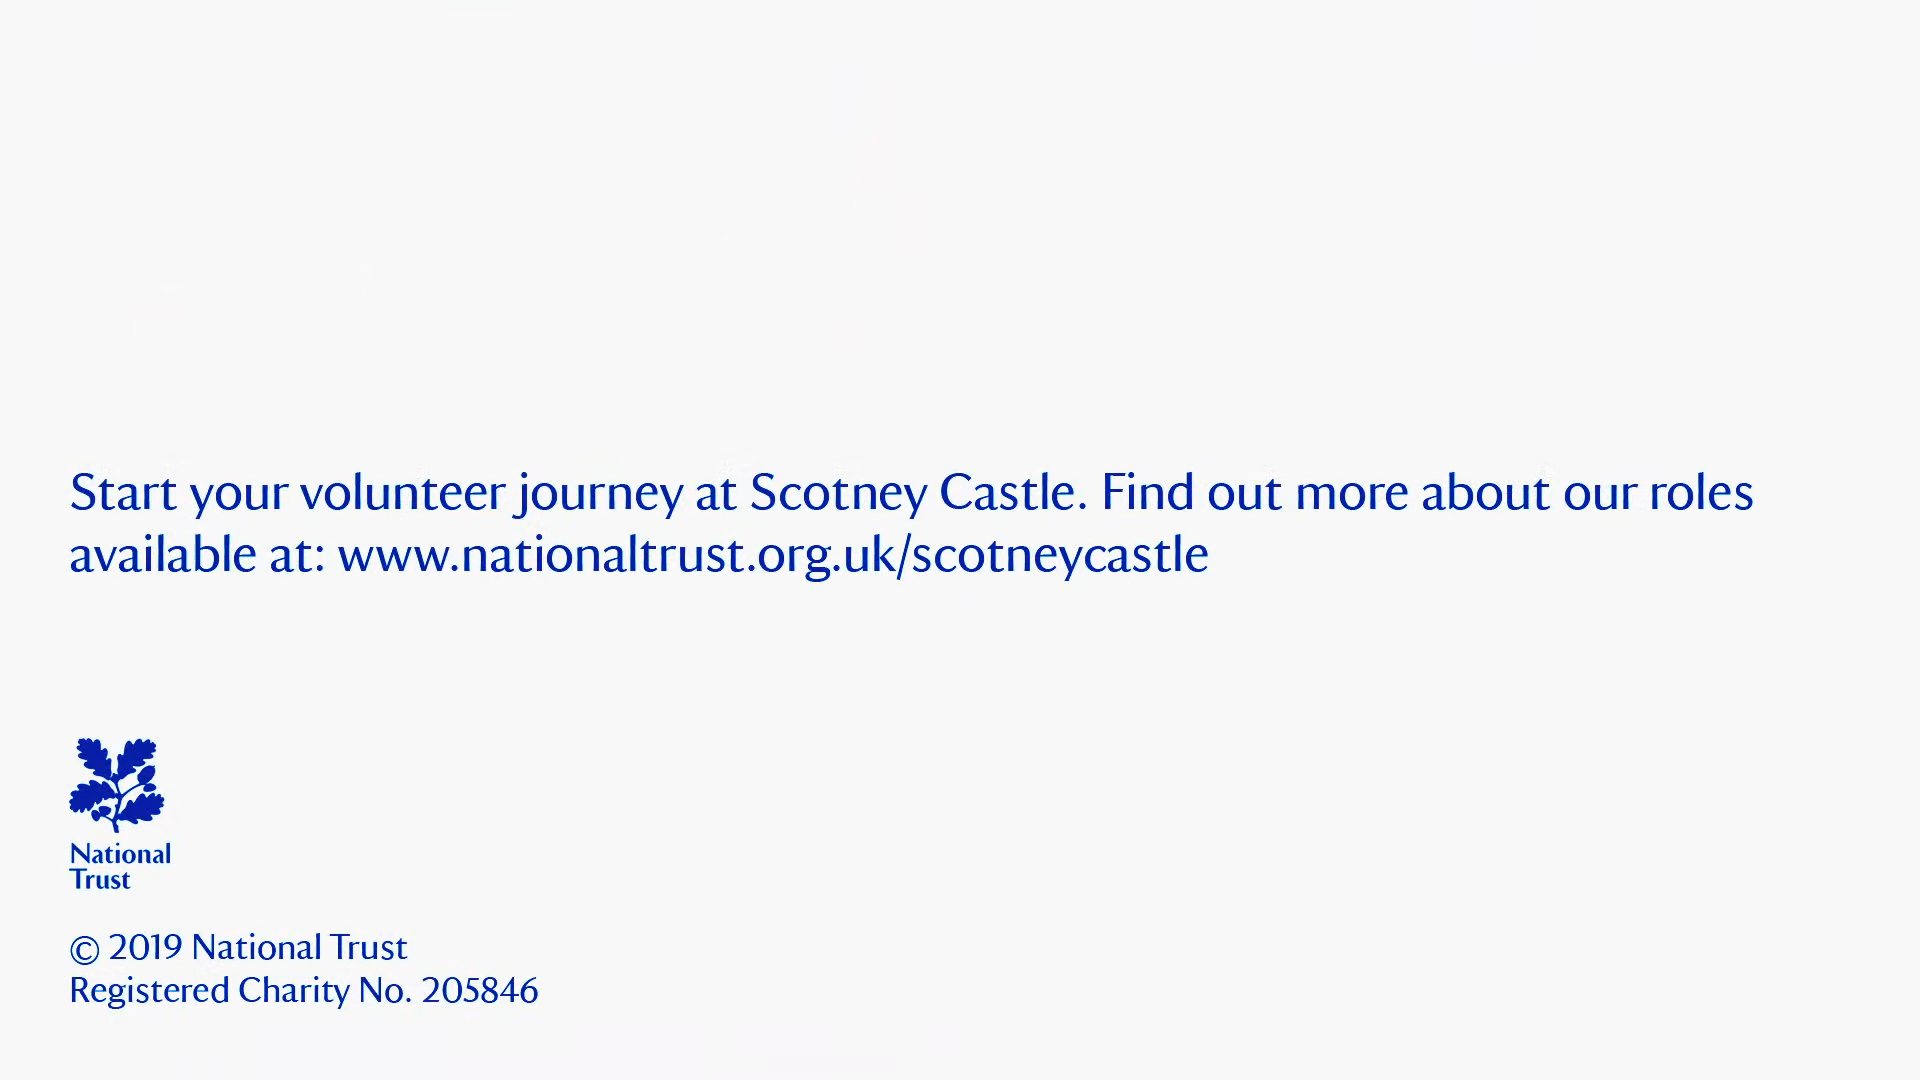 Start your volunteer journey at Scotney Castle. Find out more about our roles
available at: www.nationaltrust.org.uk/scotneycastle
National
Trust
© 2019 National Trust
Registered Charity No. 205846